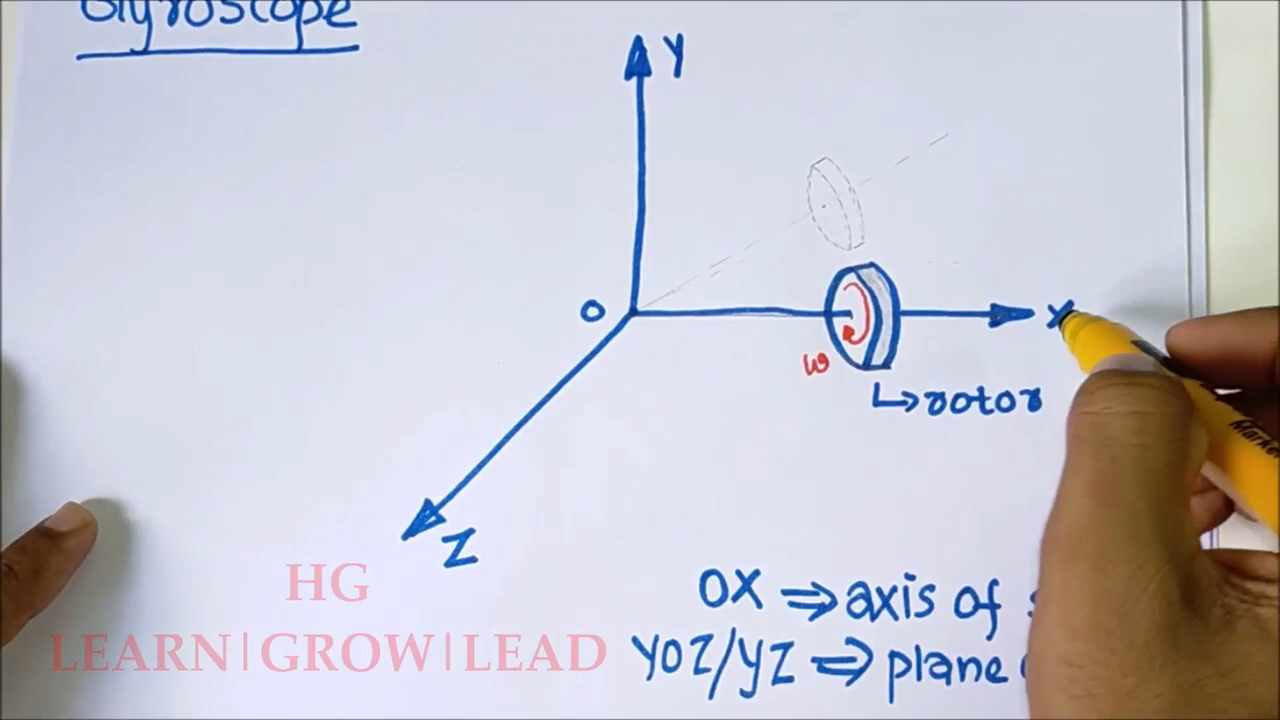 Gyroscope
Y
O
X
ω
↳rotor
Z
OX ⇒ axis of
YOZ/YZ ⇒ plane
HG
LEARN|GROW|LEAD